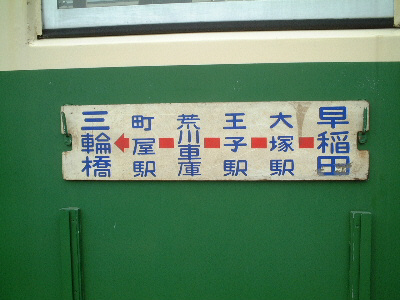 三輪橋
町屋駅
荒川車庫
王子駅
大塚駅
早稲田